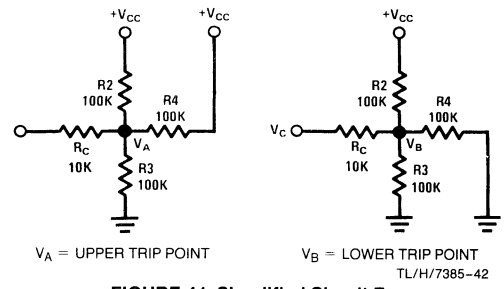 +VCC
+VCC
R2
100K
R4
100K
VA
RC
10K
R3
100K
VA = UPPER TRIP POINT
+VCC
R2
100K
R4
100K
VC
VB
RC
10K
R3
100K
VB = LOWER TRIP POINT
TL/H/7385-42